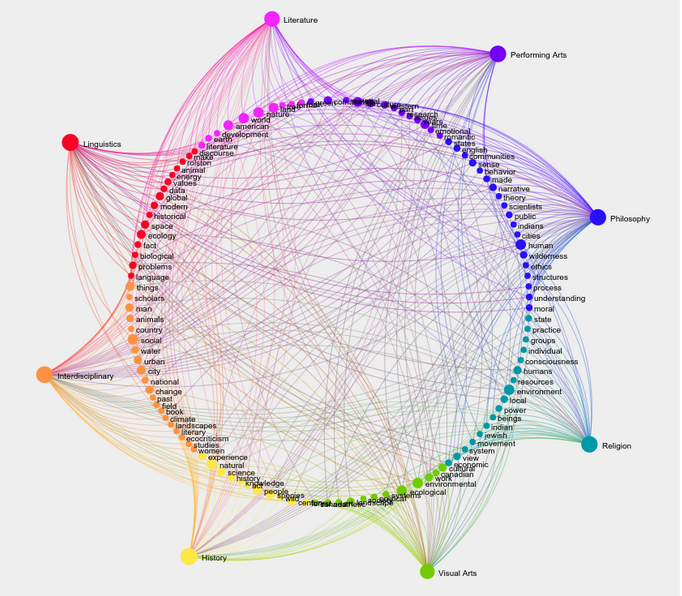 Literature
Performing Arts
Linguistics
Philosophy
Interdisciplinary
Religion
History
Visual Arts
land
nature
world
american
development
earth
literature
discourse
make
rolston
animal
energy
values
data
global
modern
historical
space
ecology
fact
biological
problems
language
things
scholars
man
animals
country
social
water
urban
city
national
change
past
field
book
climate
landscapes
literary
ecocriticism
studies
women
experience
natural
science
history
knowledge
act
people
species
wild
landscape
systems
ecological
environmental
work
canadian
cultural
economic
view
system
movement
jewish
indian
beings
power
local
environment
resources
humans
consciousness
individual
groups
practice
state
moral
understanding
process
structures
ethics
wilderness
human
cities
indians
public
scientists
theory
narrative
made
behavior
sense
communities
english
states
romantic
emotional
research
green